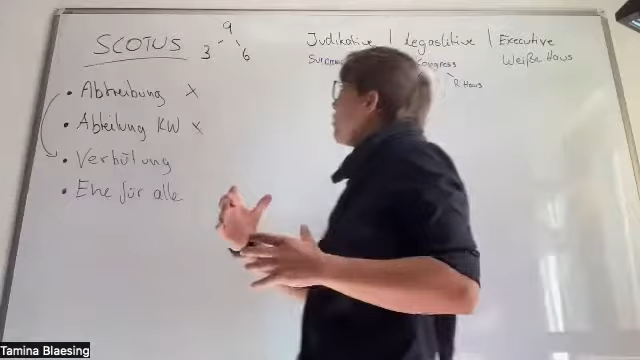 SCOTUS
9
3 6
• Abtreibung x
• Abteilung KW x
• Verhütung
• Ehe für alle
Judikative | Legaslitive | Executive
Congress
Weiße Haus
R. Haus
Tamina Blaesing